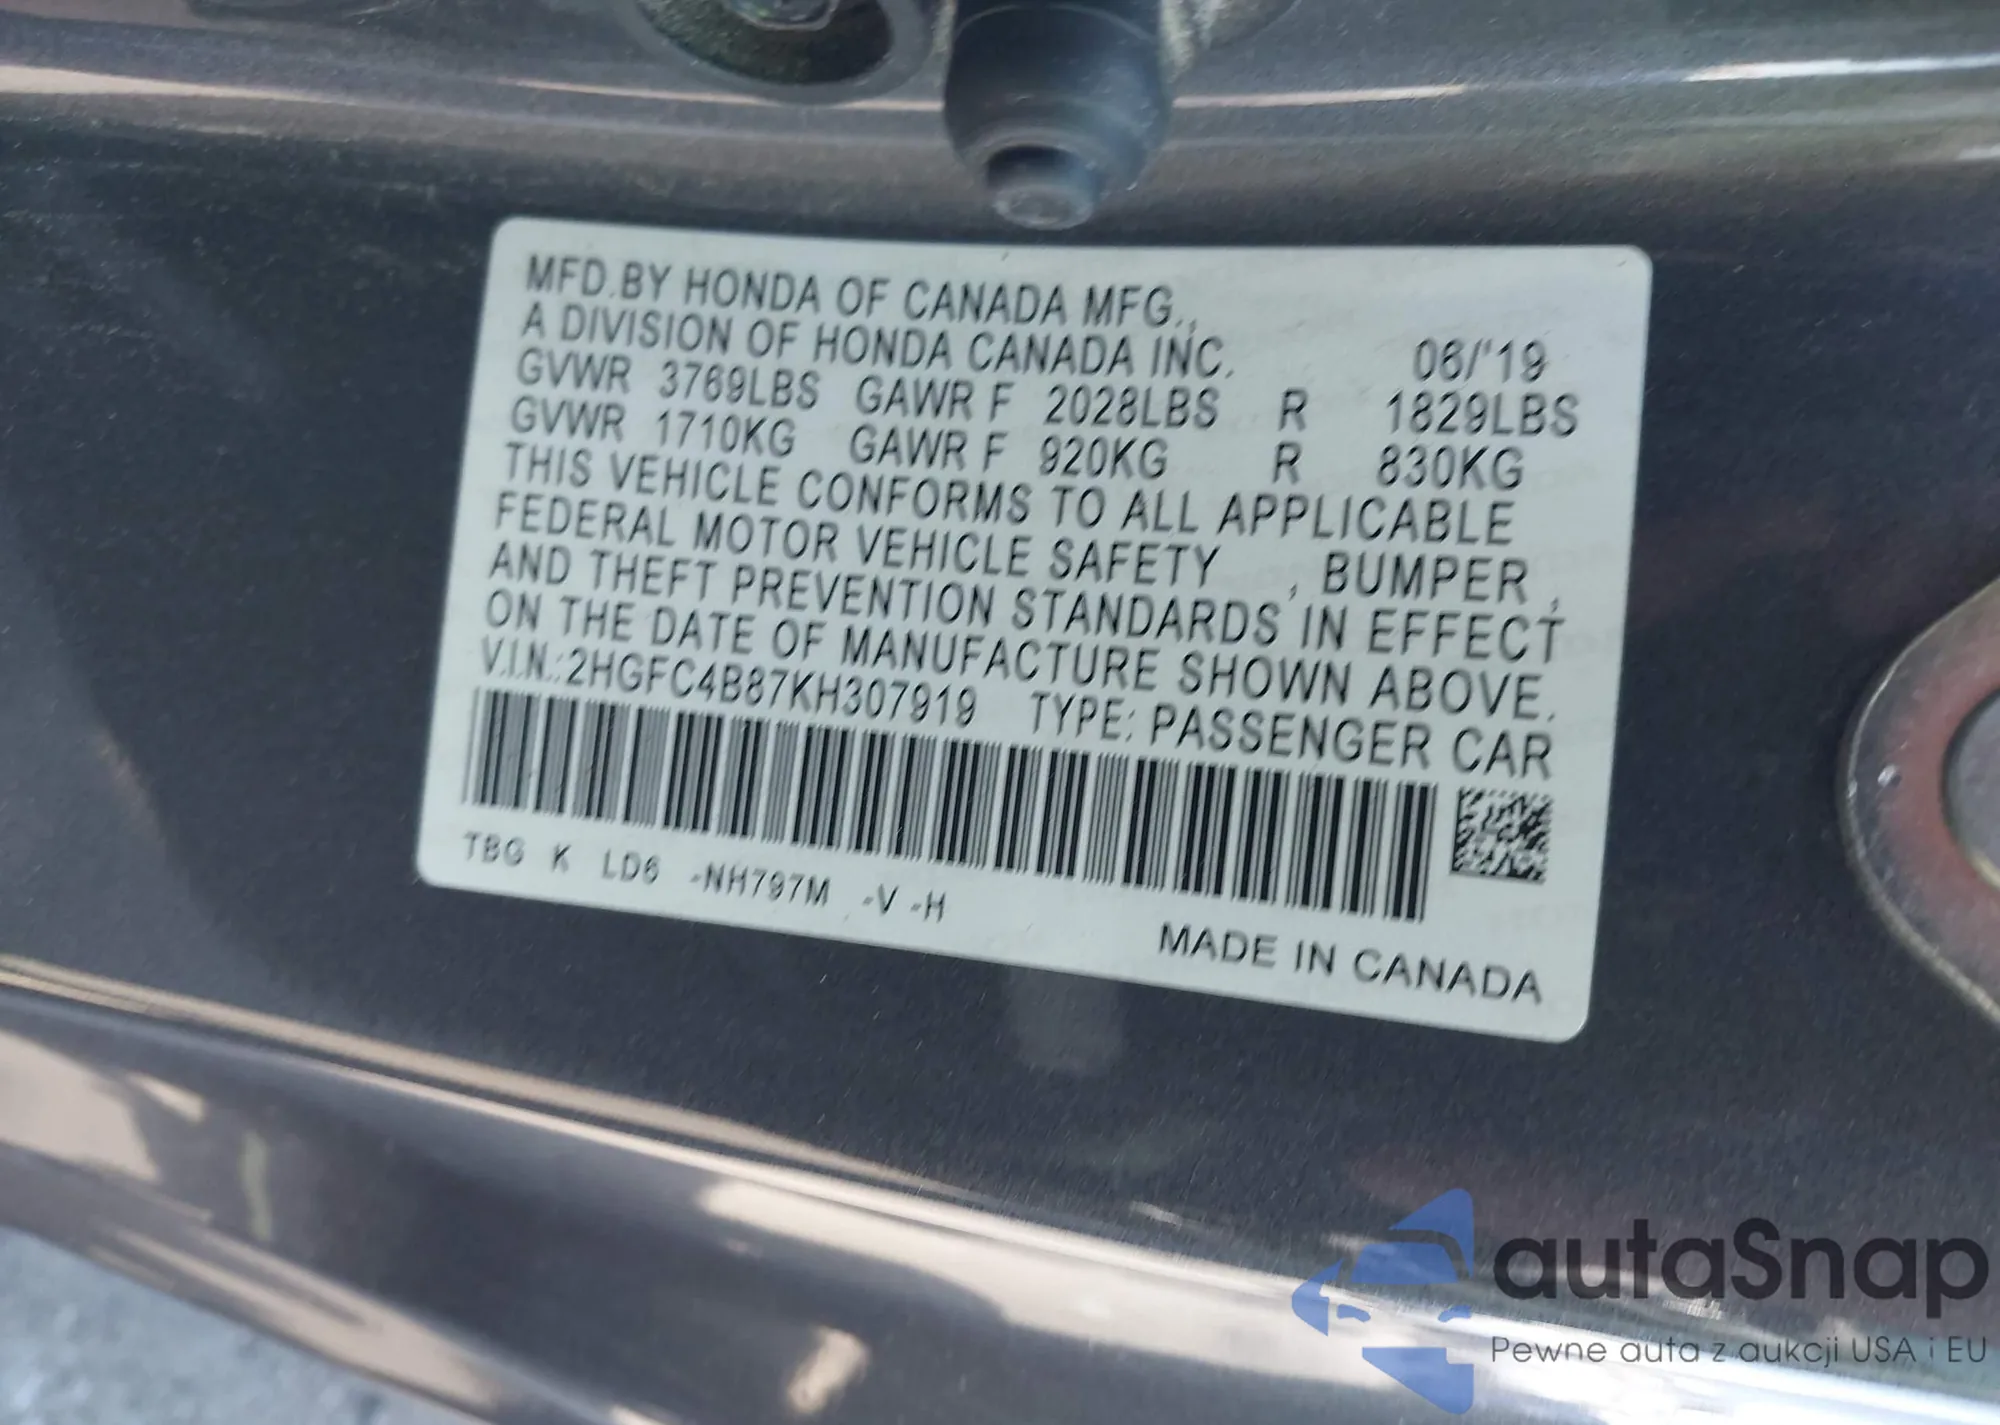 MFD.BY HONDA OF CANADA MFG.,
A DIVISION OF HONDA CANADA INC. 06/'19
GVWR 3769LBS GAWR F 2028LBS R 1829LBS
GVWR 1710KG GAWR F 920KG R 830KG
THIS VEHICLE CONFORMS TO ALL APPLICABLE
FEDERAL MOTOR VEHICLE SAFETY , BUMPER ,
AND THEFT PREVENTION STANDARDS IN EFFECT
ON THE DATE OF MANUFACTURE SHOWN ABOVE.
V.I.N.:2HGFC4B87KH307919 TYPE: PASSENGER CAR
TBG K LD6 -NH797M -V -H
MADE IN CANADA
autaSnap
Pewne auta z aukcji USA i EU